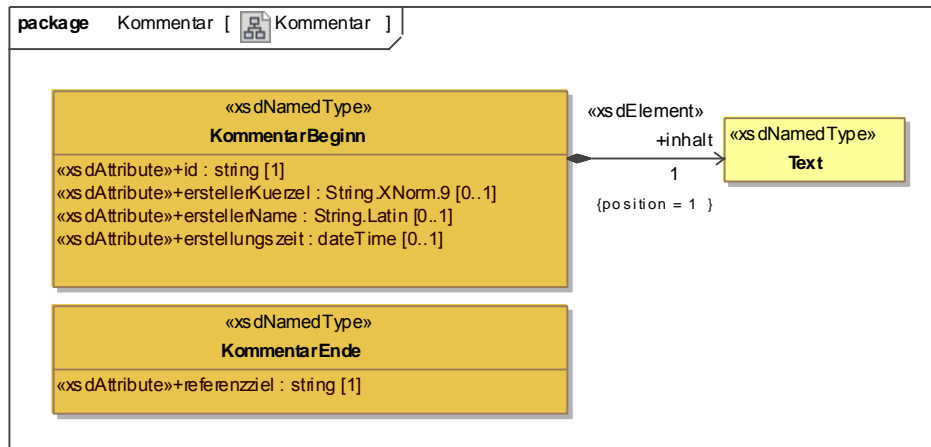 package Kommentar [ Kommentar ]
«xsdNamedType»
KommentarBeginn
«xsdAttribute»+id : string [1]
«xsdAttribute»+erstellerKuerzel : String.XNorm.9 [0..1]
«xsdAttribute»+erstellerName : String.Latin [0..1]
«xsdAttribute»+erstellungszeit : dateTime [0..1]
«xsdElement»
+inhalt
1
{position = 1 }
«xsdNamedType»
Text
«xsdNamedType»
KommentarEnde
«xsdAttribute»+referenzziel : string [1]